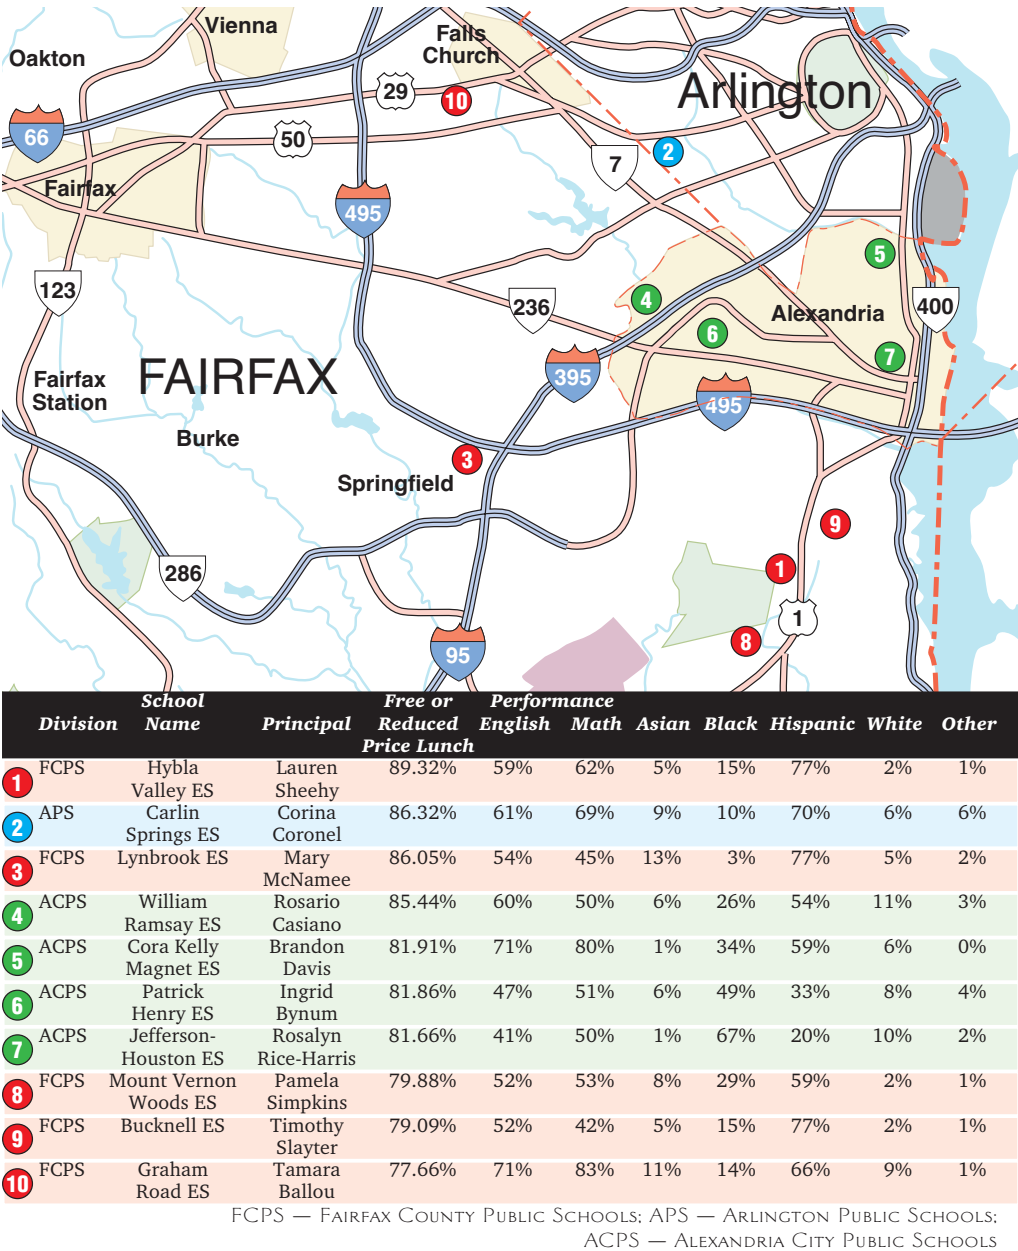 Vienna
Oakton
Falls
Church
Arlington
29
10
66
50
7
2
Fairfax
495
5
123
236
4
Alexandria
400
6
7
FAIRFAX
395
Fairfax
Station
495
Burke
3
Springfield
9
286
1
1
8
95
Division School Name Principal Free or Reduced Price Lunch Performance English Math Asian Black Hispanic White Other
1 FCPS Hybla Lauren 89.32% 59% 62% 5% 15% 77% 2% 1%
Valley ES Sheehy
2 APS Carlin Corina 86.32% 61% 69% 9% 10% 70% 6% 6%
Springs ES Coronel
3 FCPS Lynbrook ES Mary 86.05% 54% 45% 13% 3% 77% 5% 2%
McNamee
4 ACPS William Rosario 85.44% 60% 50% 6% 26% 54% 11% 3%
Ramsay ES Casiano
5 ACPS Cora Kelly Brandon 81.91% 71% 80% 1% 34% 59% 6% 0%
Magnet ES Davis
6 ACPS Patrick Ingrid 81.86% 47% 51% 6% 49% 33% 8% 4%
Henry ES Bynum
7 ACPS Jefferson- Rosalyn 81.66% 41% 50% 1% 67% 20% 10% 2%
Houston ES Rice-Harris
8 FCPS Mount Vernon Pamela 79.88% 52% 53% 8% 29% 59% 2% 1%
Woods ES Simpkins
9 FCPS Bucknell ES Timothy 79.09% 52% 42% 5% 15% 77% 2% 1%
Slayter
10 FCPS Graham Tamara 77.66% 71% 83% 11% 14% 66% 9% 1%
Road ES Ballou
FCPS — Fairfax County Public Schools; APS — Arlington Public Schools;
ACPS — Alexandria City Public Schools